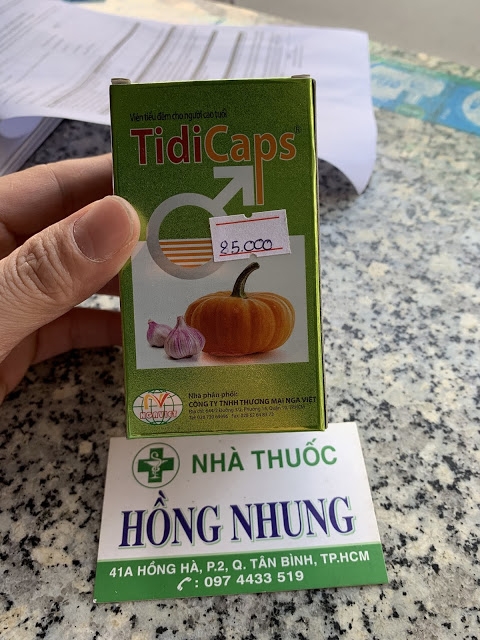 Viên tiểu đêm cho người cao tuổi
TidiCaps®
25.000
Nhà phân phối:
CÔNG TY TNHH THƯƠNG MẠI NGA VIỆT
NHÀ THUỐC
HỒNG NHUNG
41A HỒNG HÀ, P.2, Q. TÂN BÌNH, TP.HCM
: 097 4433 519